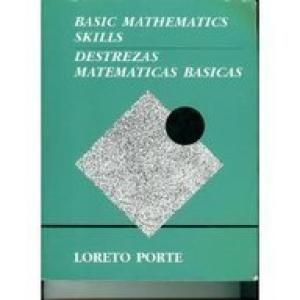 BASIC MATHEMATICS
SKILLS
DESTREZAS
MATEMATICAS BASICAS
LORETO PORTE